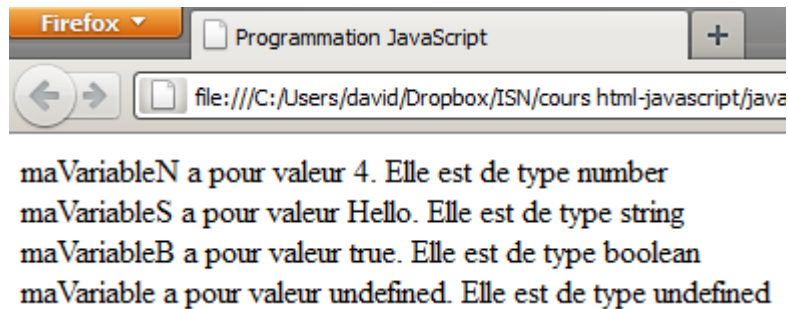 Firefox
Programmation JavaScript
+
file:///C:/Users/david/Dropbox/ISN/cours html-javascript/java
maVariableN a pour valeur 4. Elle est de type number
maVariableS a pour valeur Hello. Elle est de type string
maVariableB a pour valeur true. Elle est de type boolean
maVariable a pour valeur undefined. Elle est de type undefined